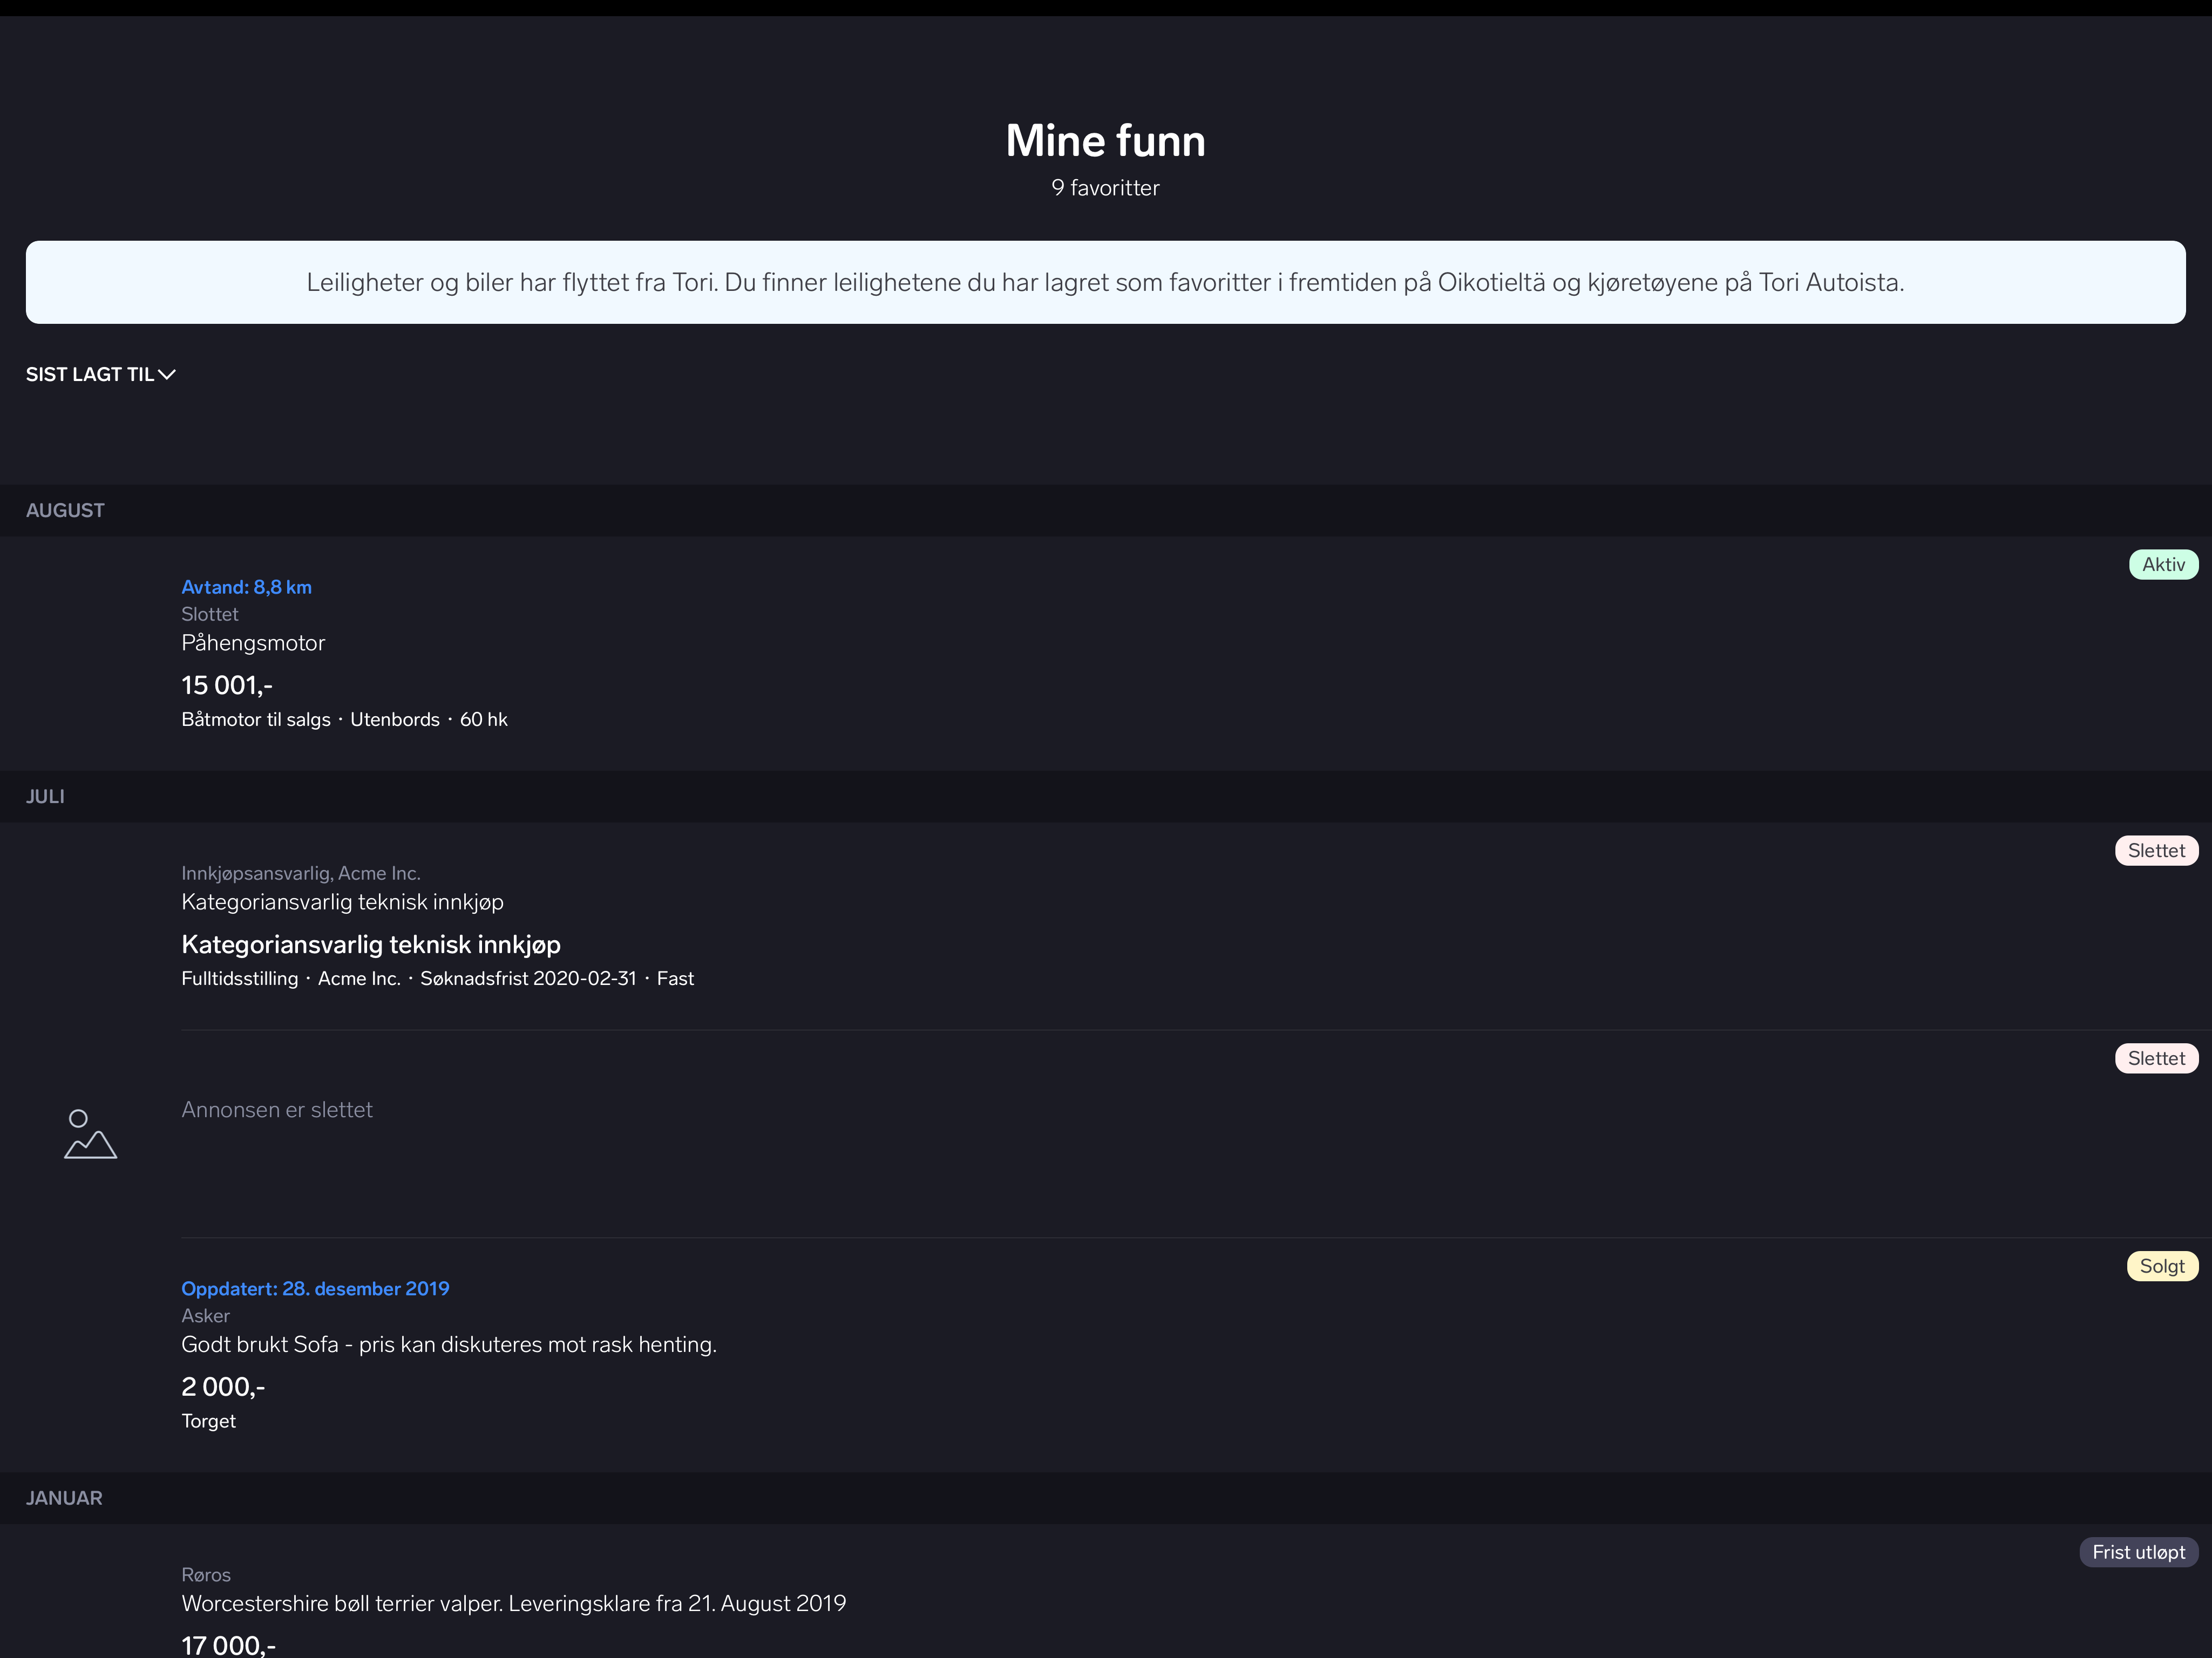 Mine funn
9 favoritter
Leiligheter og biler har flyttet fra Tori. Du finner leilighetene du har lagret som favoritter i fremtiden på Oikotieltä og kjøretøyene på Tori Autoista.
SIST LAGT TIL
AUGUST
Aktiv
Avtand: 8,8 km
Slottet
Påhengsmotor
15 001,-
Båtmotor til salgs · Utenbords · 60 hk
JULI
Slettet
Innkjøpsansvarlig, Acme Inc.
Kategoriansvarlig teknisk innkjøp
Kategoriansvarlig teknisk innkjøp
Fulltidsstilling · Acme Inc. · Søknadsfrist 2020-02-31 · Fast
Slettet
Annonsen er slettet
Solgt
Oppdatert: 28. desember 2019
Asker
Godt brukt Sofa - pris kan diskuteres mot rask henting.
2 000,-
Torget
JANUAR
Frist utløpt
Røros
Worcestershire bøll terrier valper. Leveringsklare fra 21. August 2019
17 000,-